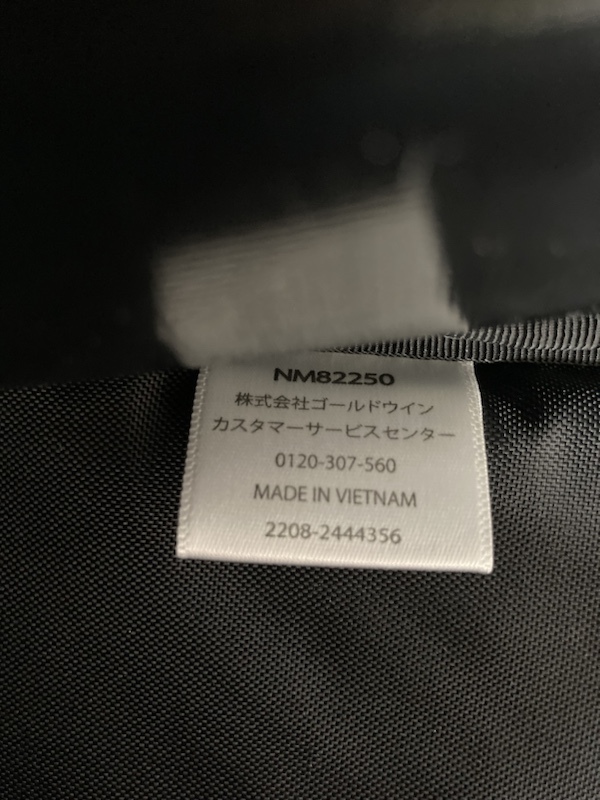 NM82250
株式会社ゴールドウイン
カスタマーサービスセンター
0120-307-560
MADE IN VIETNAM
2208-2444356